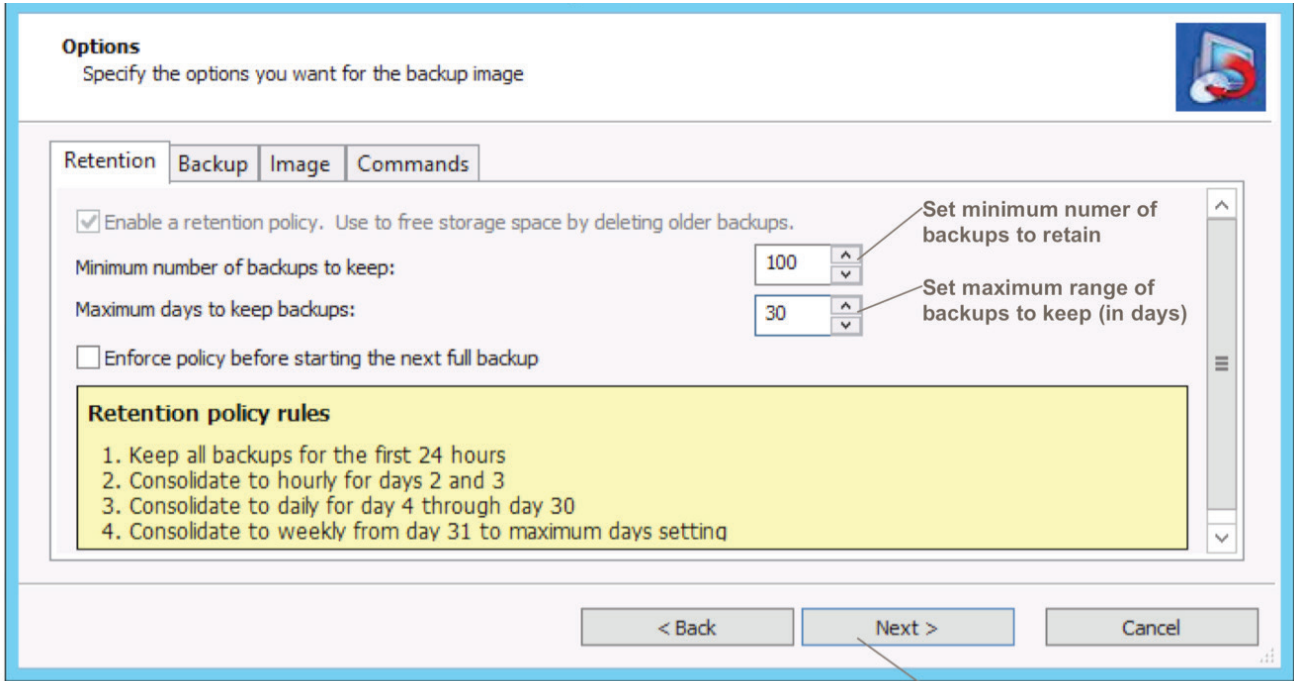 Options
Specify the options you want for the backup image
Retention Backup Image Commands
Enable a retention policy. Use to free storage space by deleting older backups.
Set minimum numer of
backups to retain
Minimum number of backups to keep: 100
Set maximum range of
backups to keep (in days)
Maximum days to keep backups: 30
Enforce policy before starting the next full backup
Retention policy rules
1. Keep all backups for the first 24 hours
2. Consolidate to hourly for days 2 and 3
3. Consolidate to daily for day 4 through day 30
4. Consolidate to weekly from day 31 to maximum days setting
< Back Next > Cancel